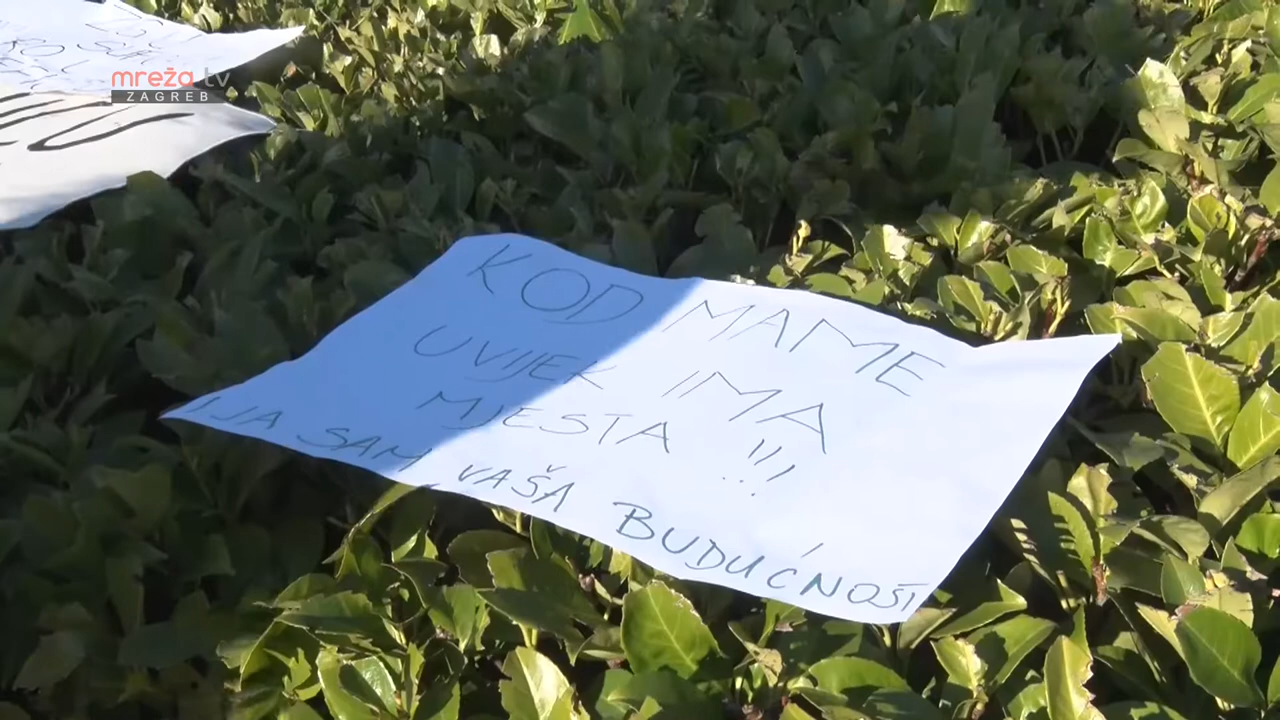 mreža tv
ZAGREB
KOD MAME
UVIJEK IMA
MJESTA !!!
I JA SAM VAŠA BUDUĆNOST